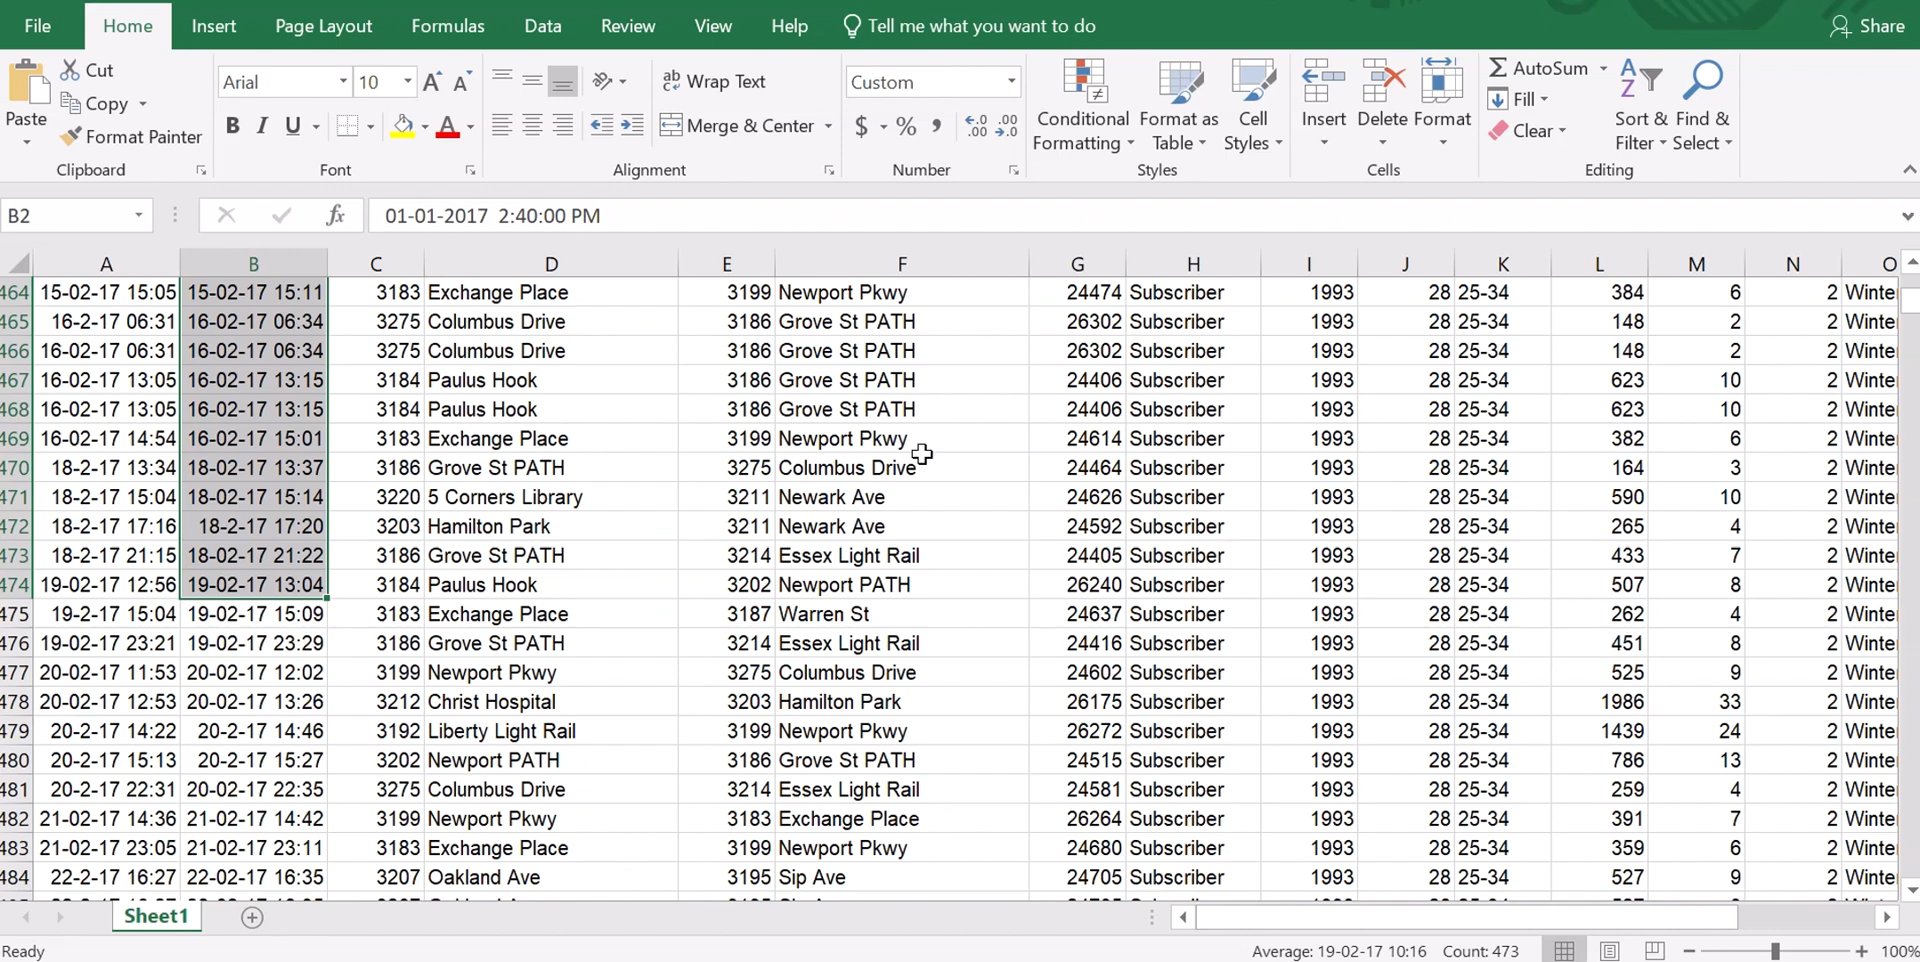 File Home Insert Page Layout Formulas Data Review View Help Tell me what you want to do Share
Cut Arial 10 Wrap Text Custom AutoSum
Copy Fill
Paste Format Painter B I U Merge & Center $ % , Conditional Formatting Format as Table Cell Styles Insert Delete Format Clear Sort & Filter Find & Select
Clipboard Font Alignment Number Styles Cells Editing
B2 fx 01-01-2017 2:40:00 PM
A B C D E F G H I J K L M N O
464 15-02-17 15:05 15-02-17 15:11 3183 Exchange Place 3199 Newport Pkwy 24474 Subscriber 1993 28 25-34 384 6 2 Winter
465 16-2-17 06:31 16-02-17 06:34 3275 Columbus Drive 3186 Grove St PATH 26302 Subscriber 1993 28 25-34 148 2 2 Winter
466 16-02-17 06:31 16-02-17 06:34 3275 Columbus Drive 3186 Grove St PATH 26302 Subscriber 1993 28 25-34 148 2 2 Winter
467 16-02-17 13:05 16-02-17 13:15 3184 Paulus Hook 3186 Grove St PATH 24406 Subscriber 1993 28 25-34 623 10 2 Winter
468 16-02-17 13:05 16-02-17 13:15 3184 Paulus Hook 3186 Grove St PATH 24406 Subscriber 1993 28 25-34 623 10 2 Winter
469 16-02-17 14:54 16-02-17 15:01 3183 Exchange Place 3199 Newport Pkwy 24614 Subscriber 1993 28 25-34 382 6 2 Winter
470 18-2-17 13:34 18-02-17 13:37 3186 Grove St PATH 3275 Columbus Drive 24464 Subscriber 1993 28 25-34 164 3 2 Winter
471 18-2-17 15:04 18-02-17 15:14 3220 5 Corners Library 3211 Newark Ave 24626 Subscriber 1993 28 25-34 590 10 2 Winter
472 18-2-17 17:16 18-2-17 17:20 3203 Hamilton Park 3211 Newark Ave 24592 Subscriber 1993 28 25-34 265 4 2 Winter
473 18-2-17 21:15 18-02-17 21:22 3186 Grove St PATH 3214 Essex Light Rail 24405 Subscriber 1993 28 25-34 433 7 2 Winter
474 19-02-17 12:56 19-02-17 13:04 3184 Paulus Hook 3202 Newport PATH 26240 Subscriber 1993 28 25-34 507 8 2 Winter
475 19-2-17 15:04 19-02-17 15:09 3183 Exchange Place 3187 Warren St 24637 Subscriber 1993 28 25-34 262 4 2 Winter
476 19-02-17 23:21 19-02-17 23:29 3186 Grove St PATH 3214 Essex Light Rail 24416 Subscriber 1993 28 25-34 451 8 2 Winter
477 20-02-17 11:53 20-02-17 12:02 3199 Newport Pkwy 3275 Columbus Drive 24602 Subscriber 1993 28 25-34 525 9 2 Winter
478 20-02-17 12:53 20-02-17 13:26 3212 Christ Hospital 3203 Hamilton Park 26175 Subscriber 1993 28 25-34 1986 33 2 Winter
479 20-2-17 14:22 20-2-17 14:46 3192 Liberty Light Rail 3199 Newport Pkwy 26272 Subscriber 1993 28 25-34 1439 24 2 Winter
480 20-2-17 15:13 20-2-17 15:27 3202 Newport PATH 3186 Grove St PATH 24515 Subscriber 1993 28 25-34 786 13 2 Winter
481 20-2-17 22:31 20-02-17 22:35 3275 Columbus Drive 3214 Essex Light Rail 24581 Subscriber 1993 28 25-34 259 4 2 Winter
482 21-02-17 14:36 21-02-17 14:42 3199 Newport Pkwy 3183 Exchange Place 26264 Subscriber 1993 28 25-34 391 7 2 Winter
483 21-02-17 23:05 21-02-17 23:11 3183 Exchange Place 3199 Newport Pkwy 24680 Subscriber 1993 28 25-34 359 6 2 Winter
484 22-2-17 16:27 22-02-17 16:35 3207 Oakland Ave 3195 Sip Ave 24705 Subscriber 1993 28 25-34 527 9 2 Winter
Sheet1
Ready Average: 19-02-17 10:16 Count: 473 100%